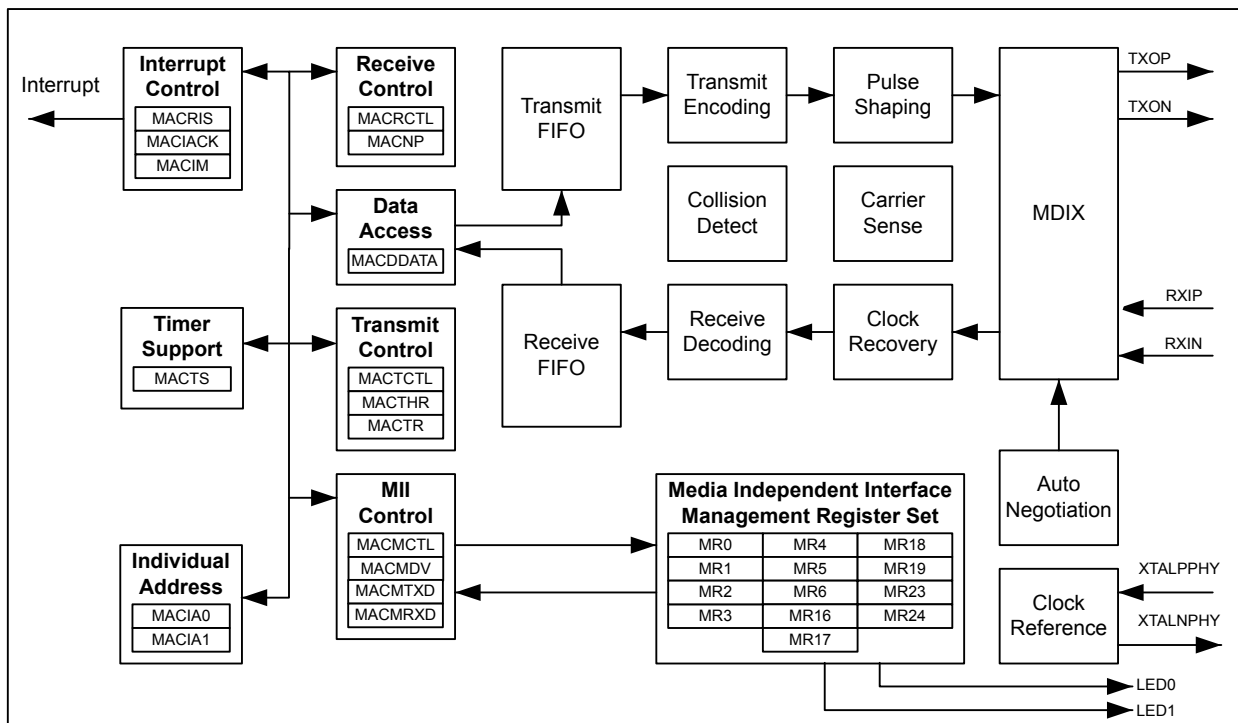 Interrupt
Interrupt
Control
MACRIS
MACIACK
MACIM
Receive
Control
MACRCTL
MACNP
Data
Access
MACDDATA
Timer
Support
MACTS
Transmit
Control
MACTCTL
MACTHR
MACTR
Individual
Address
MACIA0
MACIA1
MII
Control
MACMCTL
MACMDV
MACMTXD
MACMRXD
Transmit
FIFO
Transmit
Encoding
Pulse
Shaping
Collision
Detect
Carrier
Sense
Receive
FIFO
Receive
Decoding
Clock
Recovery
MDIX
TXOP
TXON
RXIP
RXIN
Auto
Negotiation
Media Independent Interface
Management Register Set
MR0 MR4 MR18
MR1 MR5 MR19
MR2 MR6 MR23
MR3 MR16 MR24
MR17
Clock
Reference
XTALPPHY
XTALNPHY
LED0
LED1